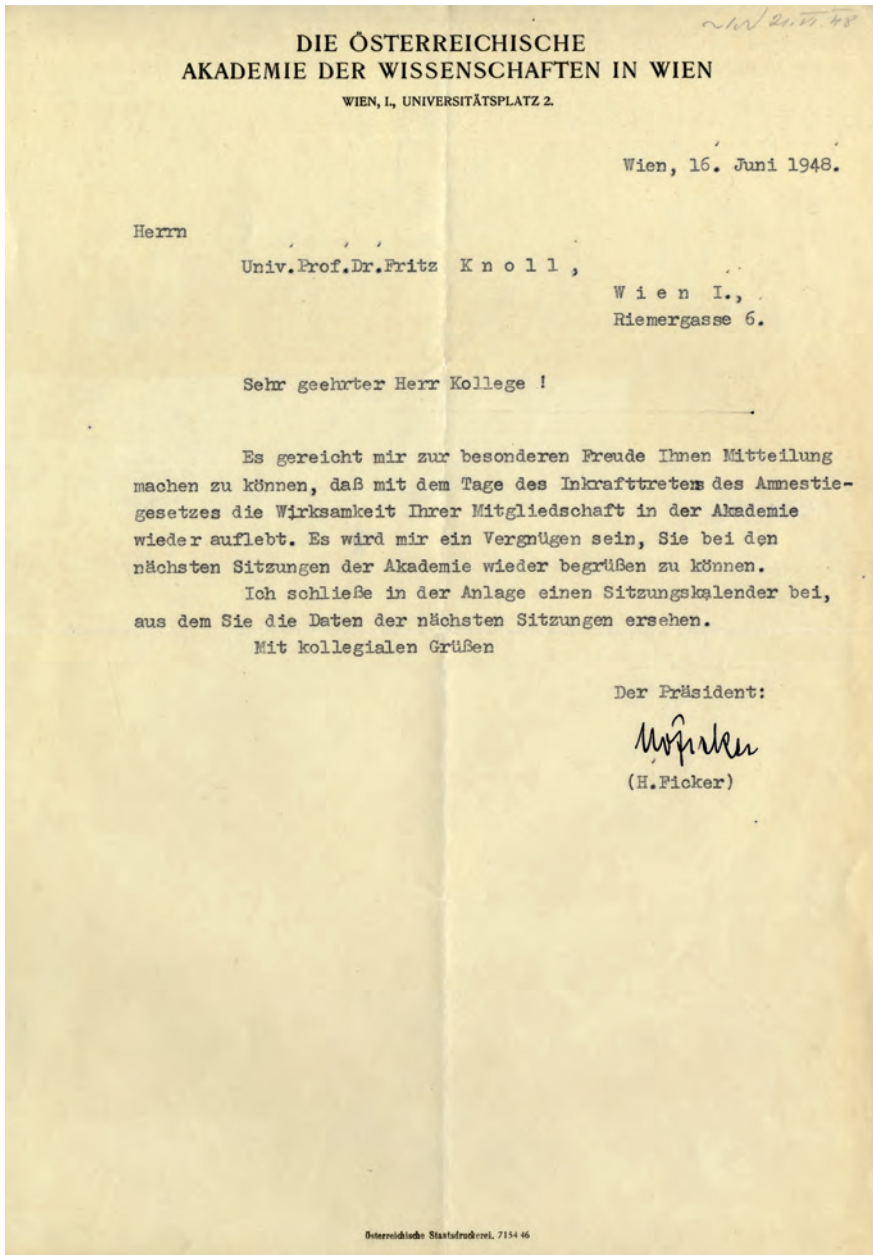 21.VI.48
DIE ÖSTERREICHISCHE
AKADEMIE DER WISSENSCHAFTEN IN WIEN
WIEN, I., UNIVERSITÄTSPLATZ 2.
Wien, 16. Juni 1948.
Herrn
Univ.Prof.Dr.Fritz K n o l l ,
W i e n I.,
Riemergasse 6.
Sehr geehrter Herr Kollege !
Es gereicht mir zur besonderen Freude Ihnen Mitteilung
machen zu können, daß mit dem Tage des Inkrafttretens des Amnestie-
gesetzes die Wirksamkeit Ihrer Mitgliedschaft in der Akademie
wieder auflebt. Es wird mir ein Vergnügen sein, Sie bei den
nächsten Sitzungen der Akademie wieder begrüßen zu können.
Ich schließe in der Anlage einen Sitzungskalender bei,
aus dem Sie die Daten der nächsten Sitzungen ersehen.
Mit kollegialen Grüßen
Der Präsident:
(H.Ficker)
Österreichische Staatsdruckerei. 7154 46